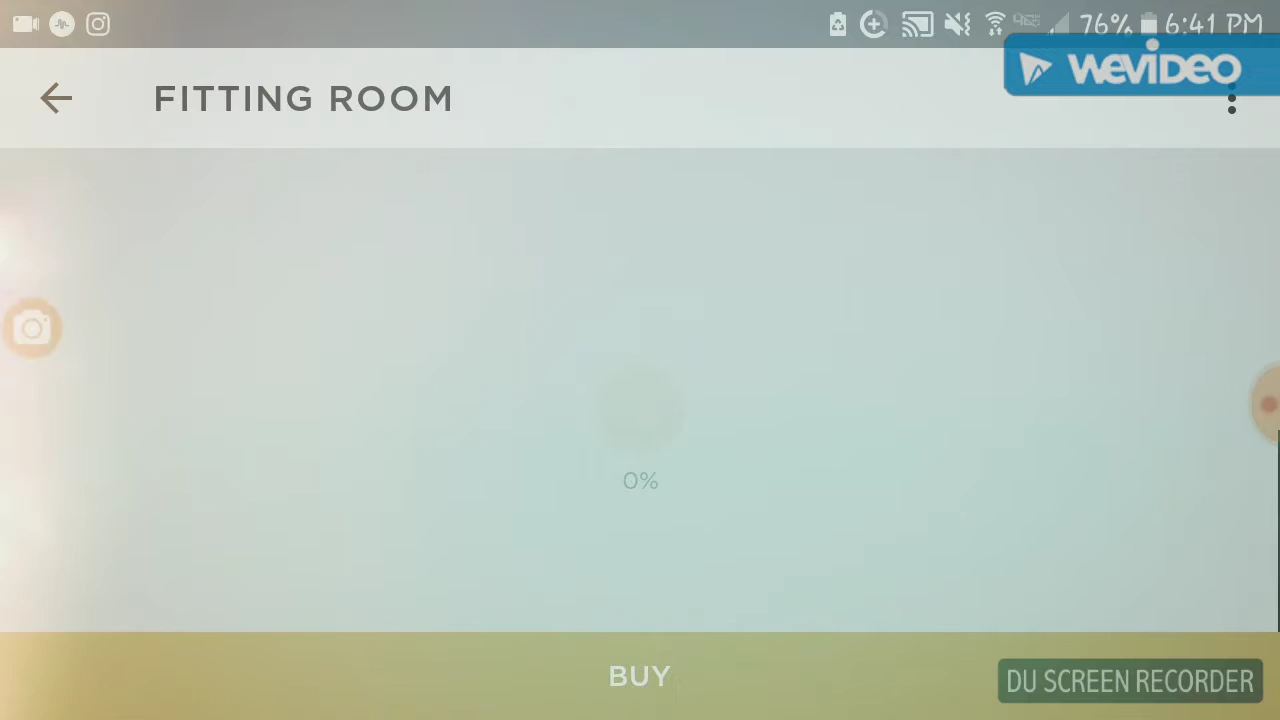 76% 6:41 PM
WEVIDEO
FITTING ROOM
0%
BUY
DU SCREEN RECORDER